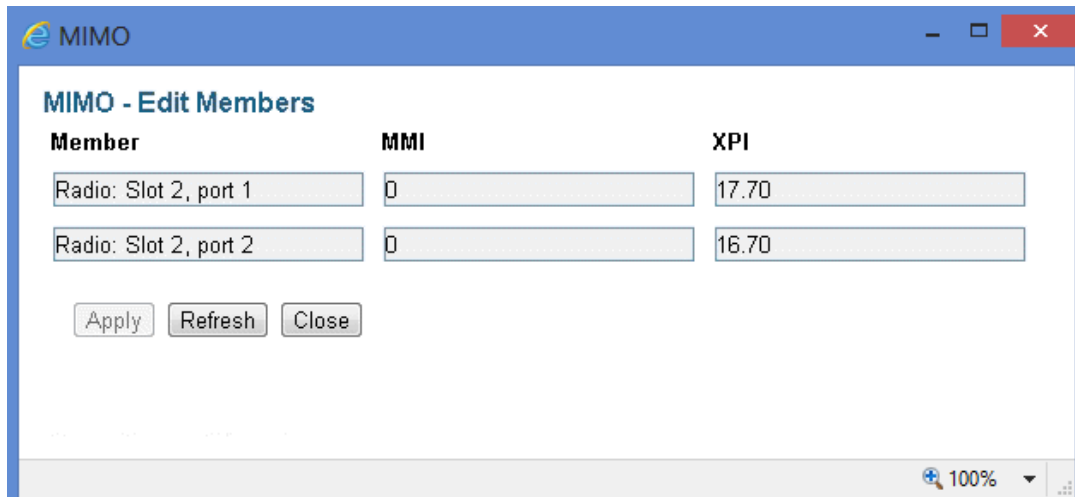 MIMO
MIMO - Edit Members
Member MMI XPI
Radio: Slot 2, port 1 0 17.70
Radio: Slot 2, port 2 0 16.70
Apply Refresh Close
100%